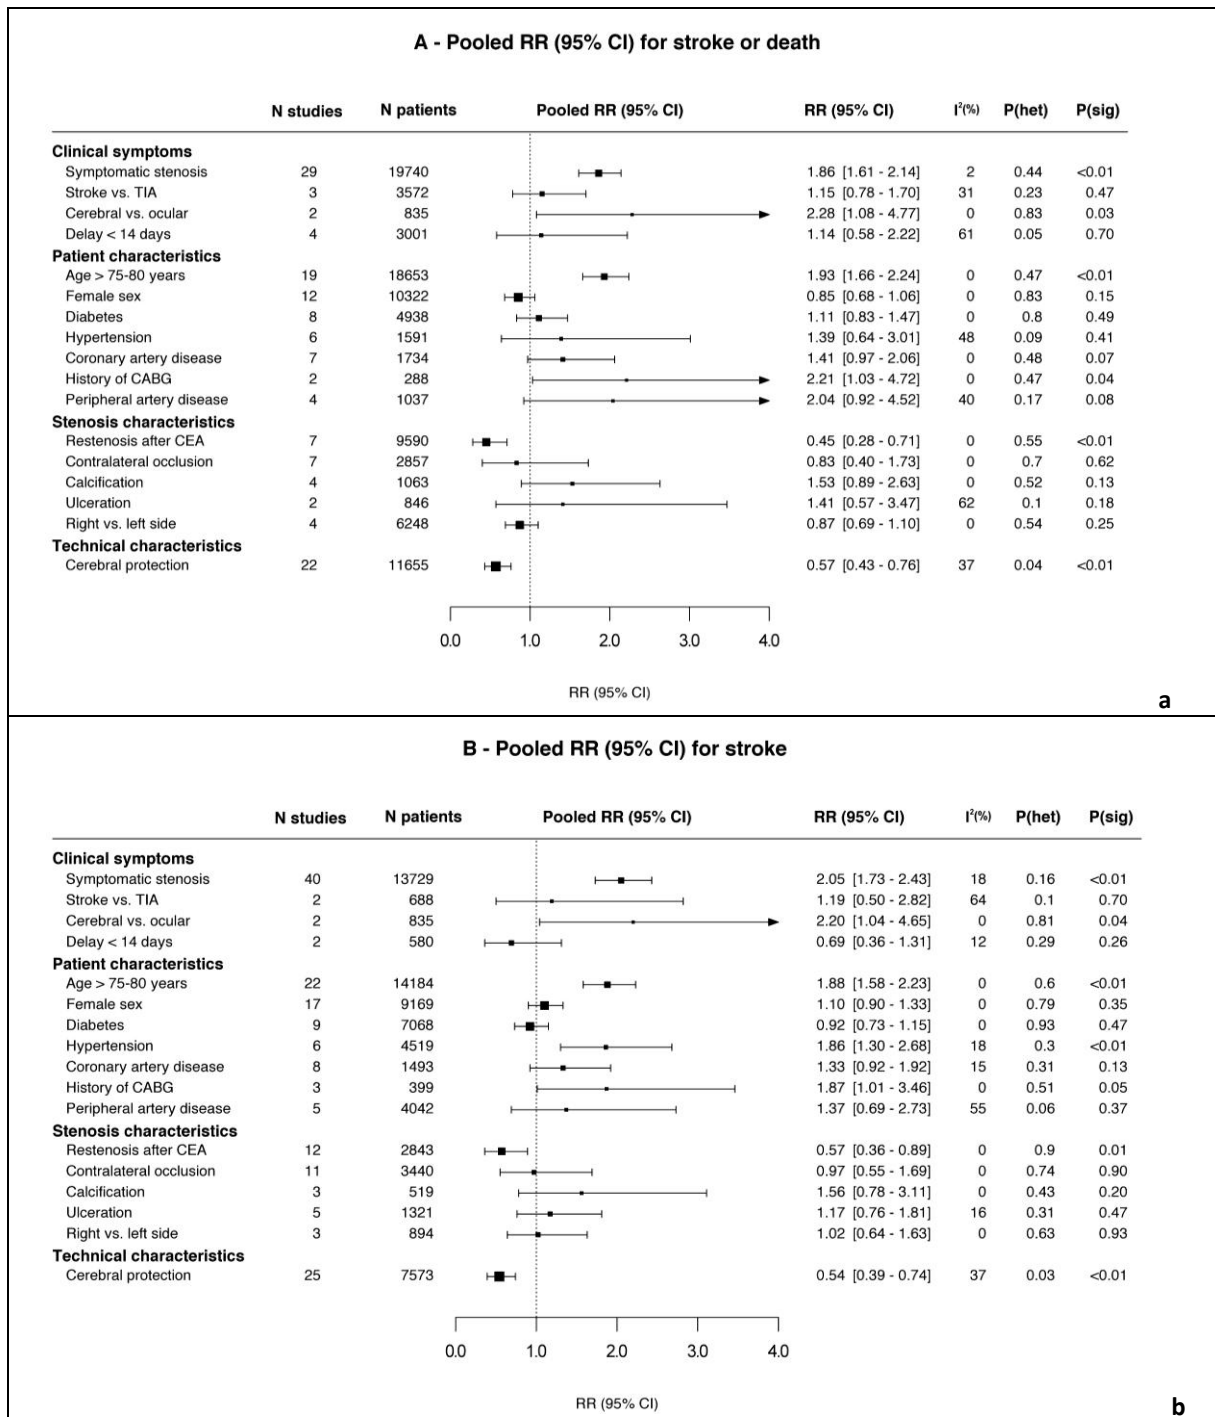 A - Pooled RR (95% CI) for stroke or death
N studies N patients Pooled RR (95% CI) RR (95% CI) I²(%) P(het) P(sig)
Clinical symptoms
Symptomatic stenosis 29 19740 1.86 [1.61 - 2.14] 2 0.44 <0.01
Stroke vs. TIA 3 3572 1.15 [0.78 - 1.70] 31 0.23 0.47
Cerebral vs. ocular 2 835 2.28 [1.08 - 4.77] 0 0.83 0.03
Delay < 14 days 4 3001 1.14 [0.58 - 2.22] 61 0.05 0.70
Patient characteristics
Age > 75-80 years 19 18653 1.93 [1.66 - 2.24] 0 0.47 <0.01
Female sex 12 10322 0.85 [0.68 - 1.06] 0 0.83 0.15
Diabetes 8 4938 1.11 [0.83 - 1.47] 0 0.8 0.49
Hypertension 6 1591 1.39 [0.64 - 3.01] 48 0.09 0.41
Coronary artery disease 7 1734 1.41 [0.97 - 2.06] 0 0.48 0.07
History of CABG 2 288 2.21 [1.03 - 4.72] 0 0.47 0.04
Peripheral artery disease 4 1037 2.04 [0.92 - 4.52] 40 0.17 0.08
Stenosis characteristics
Restenosis after CEA 7 9590 0.45 [0.28 - 0.71] 0 0.55 <0.01
Contralateral occlusion 7 2857 0.83 [0.40 - 1.73] 0 0.7 0.62
Calcification 4 1063 1.53 [0.89 - 2.63] 0 0.52 0.13
Ulceration 2 846 1.41 [0.57 - 3.47] 62 0.1 0.18
Right vs. left side 4 6248 0.87 [0.69 - 1.10] 0 0.54 0.25
Technical characteristics
Cerebral protection 22 11655 0.57 [0.43 - 0.76] 37 0.04 <0.01
0.0 1.0 2.0 3.0 4.0
RR (95% CI)
a
B - Pooled RR (95% CI) for stroke
N studies N patients Pooled RR (95% CI) RR (95% CI) I²(%) P(het) P(sig)
Clinical symptoms
Symptomatic stenosis 40 13729 2.05 [1.73 - 2.43] 18 0.16 <0.01
Stroke vs. TIA 2 688 1.19 [0.50 - 2.82] 64 0.1 0.70
Cerebral vs. ocular 2 835 2.20 [1.04 - 4.65] 0 0.81 0.04
Delay < 14 days 2 580 0.69 [0.36 - 1.31] 12 0.29 0.26
Patient characteristics
Age > 75-80 years 22 14184 1.88 [1.58 - 2.23] 0 0.6 <0.01
Female sex 17 9169 1.10 [0.90 - 1.33] 0 0.79 0.35
Diabetes 9 7068 0.92 [0.73 - 1.15] 0 0.93 0.47
Hypertension 6 4519 1.86 [1.30 - 2.68] 18 0.3 <0.01
Coronary artery disease 8 1493 1.33 [0.92 - 1.92] 15 0.31 0.13
History of CABG 3 399 1.87 [1.01 - 3.46] 0 0.51 0.05
Peripheral artery disease 5 4042 1.37 [0.69 - 2.73] 55 0.06 0.37
Stenosis characteristics
Restenosis after CEA 12 2843 0.57 [0.36 - 0.89] 0 0.9 0.01
Contralateral occlusion 11 3440 0.97 [0.55 - 1.69] 0 0.74 0.90
Calcification 3 519 1.56 [0.78 - 3.11] 0 0.43 0.20
Ulceration 5 1321 1.17 [0.76 - 1.81] 16 0.31 0.47
Right vs. left side 3 894 1.02 [0.64 - 1.63] 0 0.63 0.93
Technical characteristics
Cerebral protection 25 7573 0.54 [0.39 - 0.74] 37 0.03 <0.01
0.0 1.0 2.0 3.0 4.0
RR (95% CI)
b